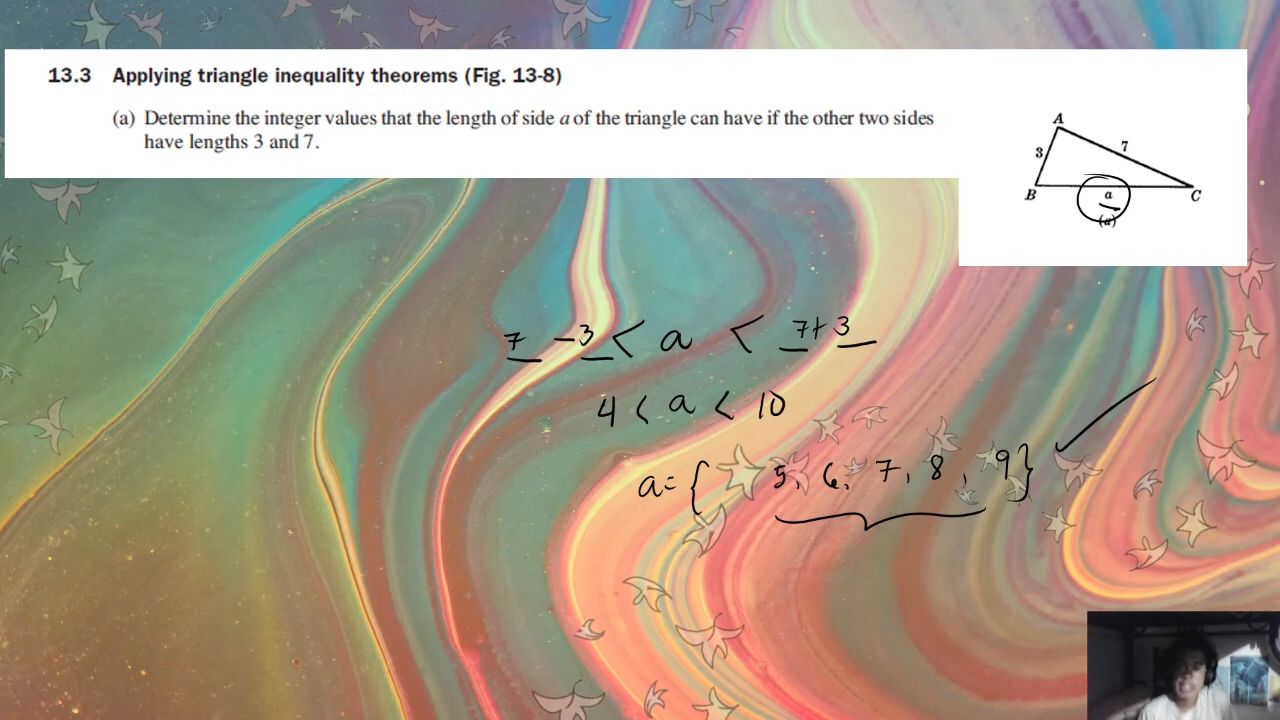 13.3 Applying triangle inequality theorems (Fig. 13-8)
(a) Determine the integer values that the length of side a of the triangle can have if the other two sides
have lengths 3 and 7.
A
3
7
B
a
C
(a)
7 - 3 < a < 7 + 3
4 < a < 10
a = { 5, 6, 7, 8, 9}